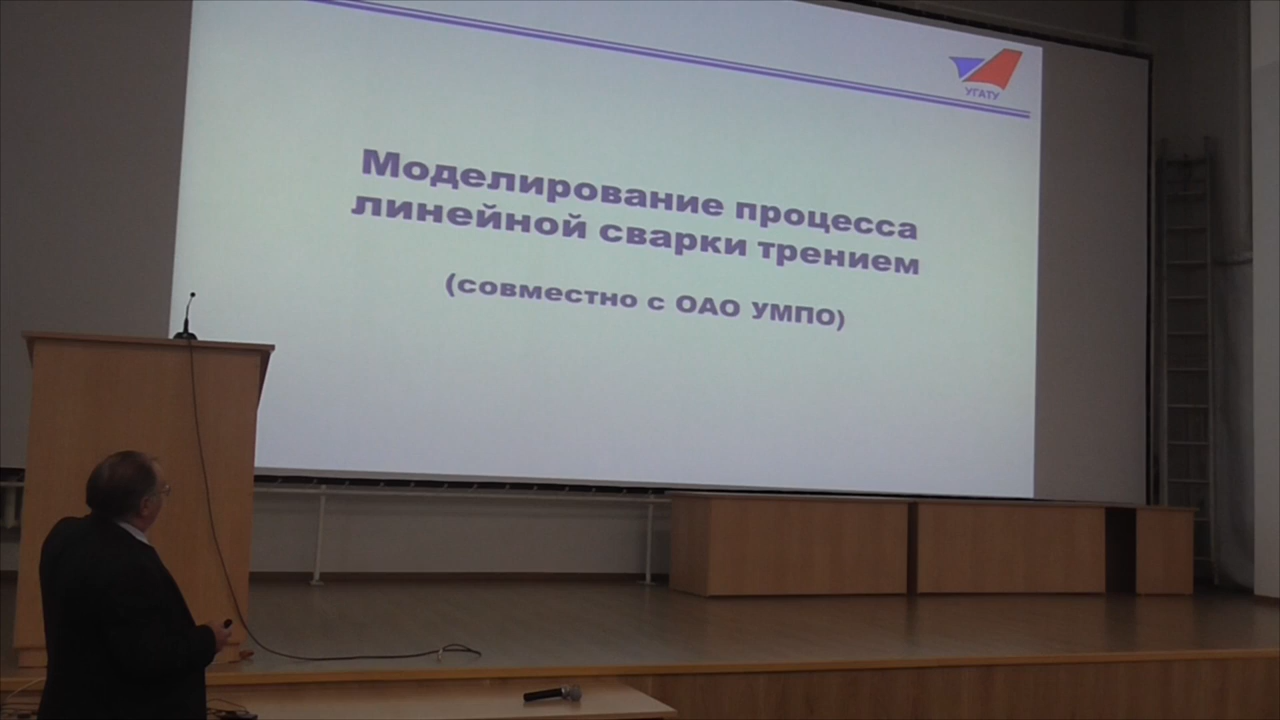 УГАТУ
Моделирование процесса
линейной сварки трением
(совместно с ОАО УМПО)